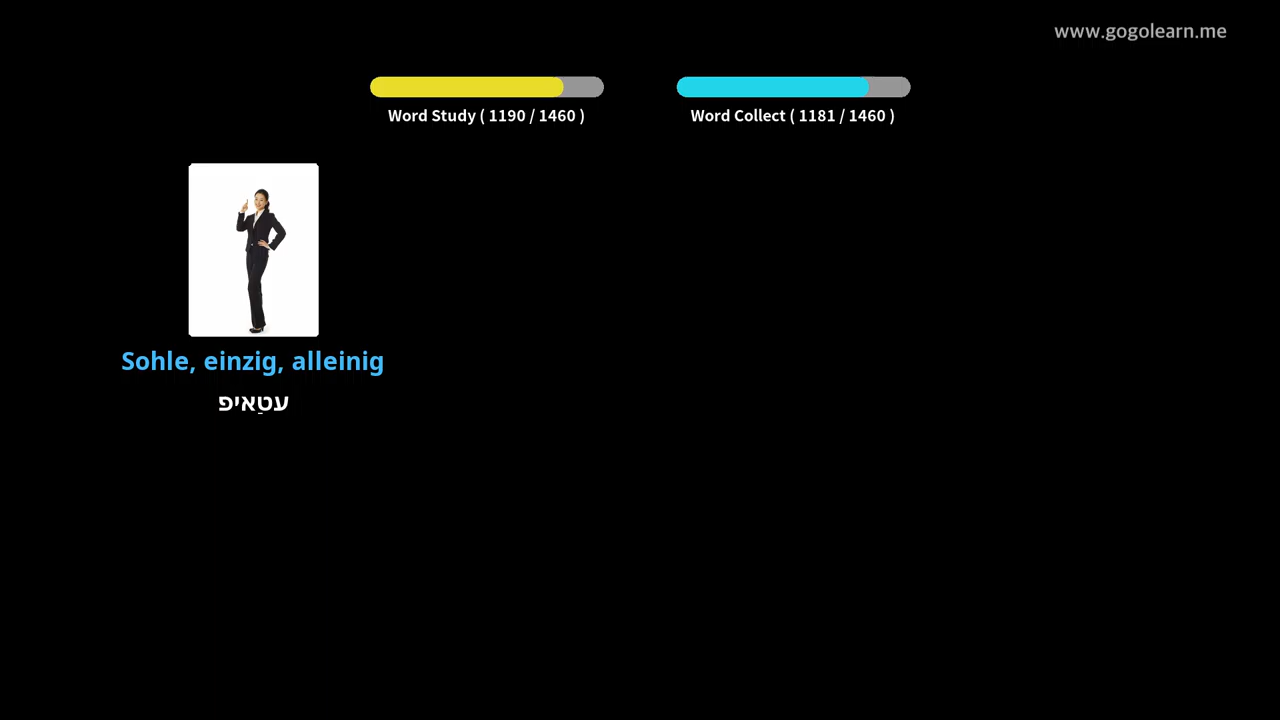 www.gogolearn.me
Word Study ( 1190 / 1460 )
Word Collect ( 1181 / 1460 )
Sohle, einzig, alleinig
עטַאיפ